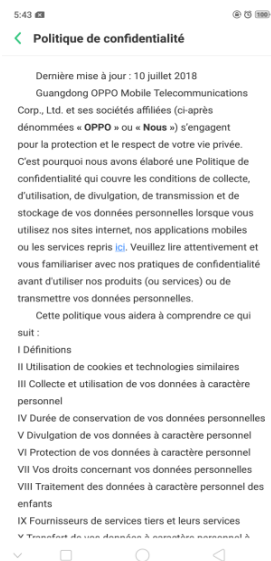 5:43
100
Politique de confidentialité
Dernière mise à jour : 10 juillet 2018
Guangdong OPPO Mobile Telecommunications
Corp., Ltd. et ses sociétés affiliées (ci-après
dénommées « OPPO » ou « Nous ») s'engagent
pour la protection et le respect de votre vie privée.
C'est pourquoi nous avons élaboré une Politique de
confidentialité qui couvre les conditions de collecte,
d'utilisation, de divulgation, de transmission et de
stockage de vos données personnelles lorsque vous
utilisez nos sites internet, nos applications mobiles
ou les services repris ici. Veuillez lire attentivement et
vous familiariser avec nos pratiques de confidentialité
avant d'utiliser nos produits (ou services) ou de
transmettre vos données personnelles.
Cette politique vous aidera à comprendre ce qui
suit :
I Définitions
II Utilisation de cookies et technologies similaires
III Collecte et utilisation de vos données à caractère
personnel
IV Durée de conservation de vos données personnelles
V Divulgation de vos données à caractère personnel
VI Protection de vos données à caractère personnel
VII Vos droits concernant vos données personnelles
VIII Traitement des données à caractère personnel des
enfants
IX Fournisseurs de services tiers et leurs services
X Transfert de vos données à caractère personnel à